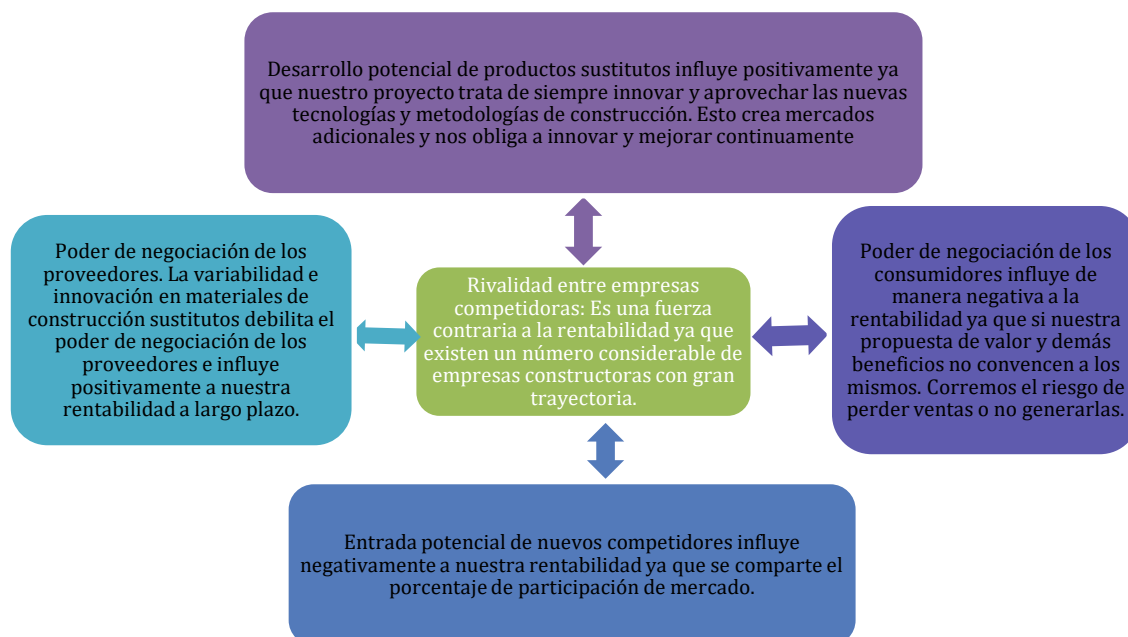 Desarrollo potencial de productos sustitutos influye positivamente ya
que nuestro proyecto trata de siempre innovar y aprovechar las nuevas
tecnologías y metodologías de construcción. Esto crea mercados
adicionales y nos obliga a innovar y mejorar continuamente
Poder de negociación de los
proveedores. La variabilidad e
innovación en materiales de
construcción sustitutos debilita el
poder de negociación de los
proveedores e influye
positivamente a nuestra
rentabilidad a largo plazo.
Rivalidad entre empresas
competidoras: Es una fuerza
contraria a la rentabilidad ya que
existen un número considerable de
empresas constructoras con gran
trayectoria.
Poder de negociación de los
consumidores influye de
manera negativa a la
rentabilidad ya que si nuestra
propuesta de valor y demás
beneficios no convencen a los
mismos. Corremos el riesgo de
perder ventas o no generarlas.
Entrada potencial de nuevos competidores influye
negativamente a nuestra rentabilidad ya que se comparte el
porcentaje de participación de mercado.